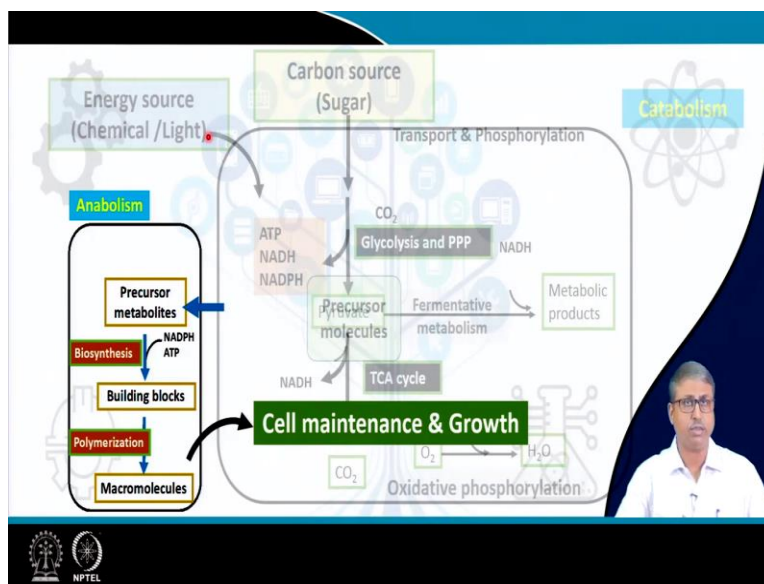 Carbon source
(Sugar)
Energy source
(Chemical /Light)
Catabolism
Transport & Phosphorylation
Anabolism
CO2
ATP
NADH
NADPH
Glycolysis and PPP
NADH
Precursor
metabolites
Pyruvate
Precursor
molecules
Fermentative
metabolism
Metabolic
products
Biosynthesis
NADPH
ATP
NADH
TCA cycle
Building blocks
Cell maintenance & Growth
Polymerization
O2
H2O
CO2
Macromolecules
Oxidative phosphorylation
NPTEL